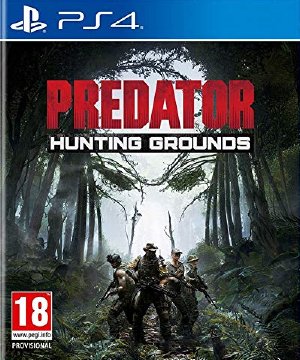 PS4
PREDATOR
HUNTING GROUNDS
18
www.pegi.info
PROVISIONAL